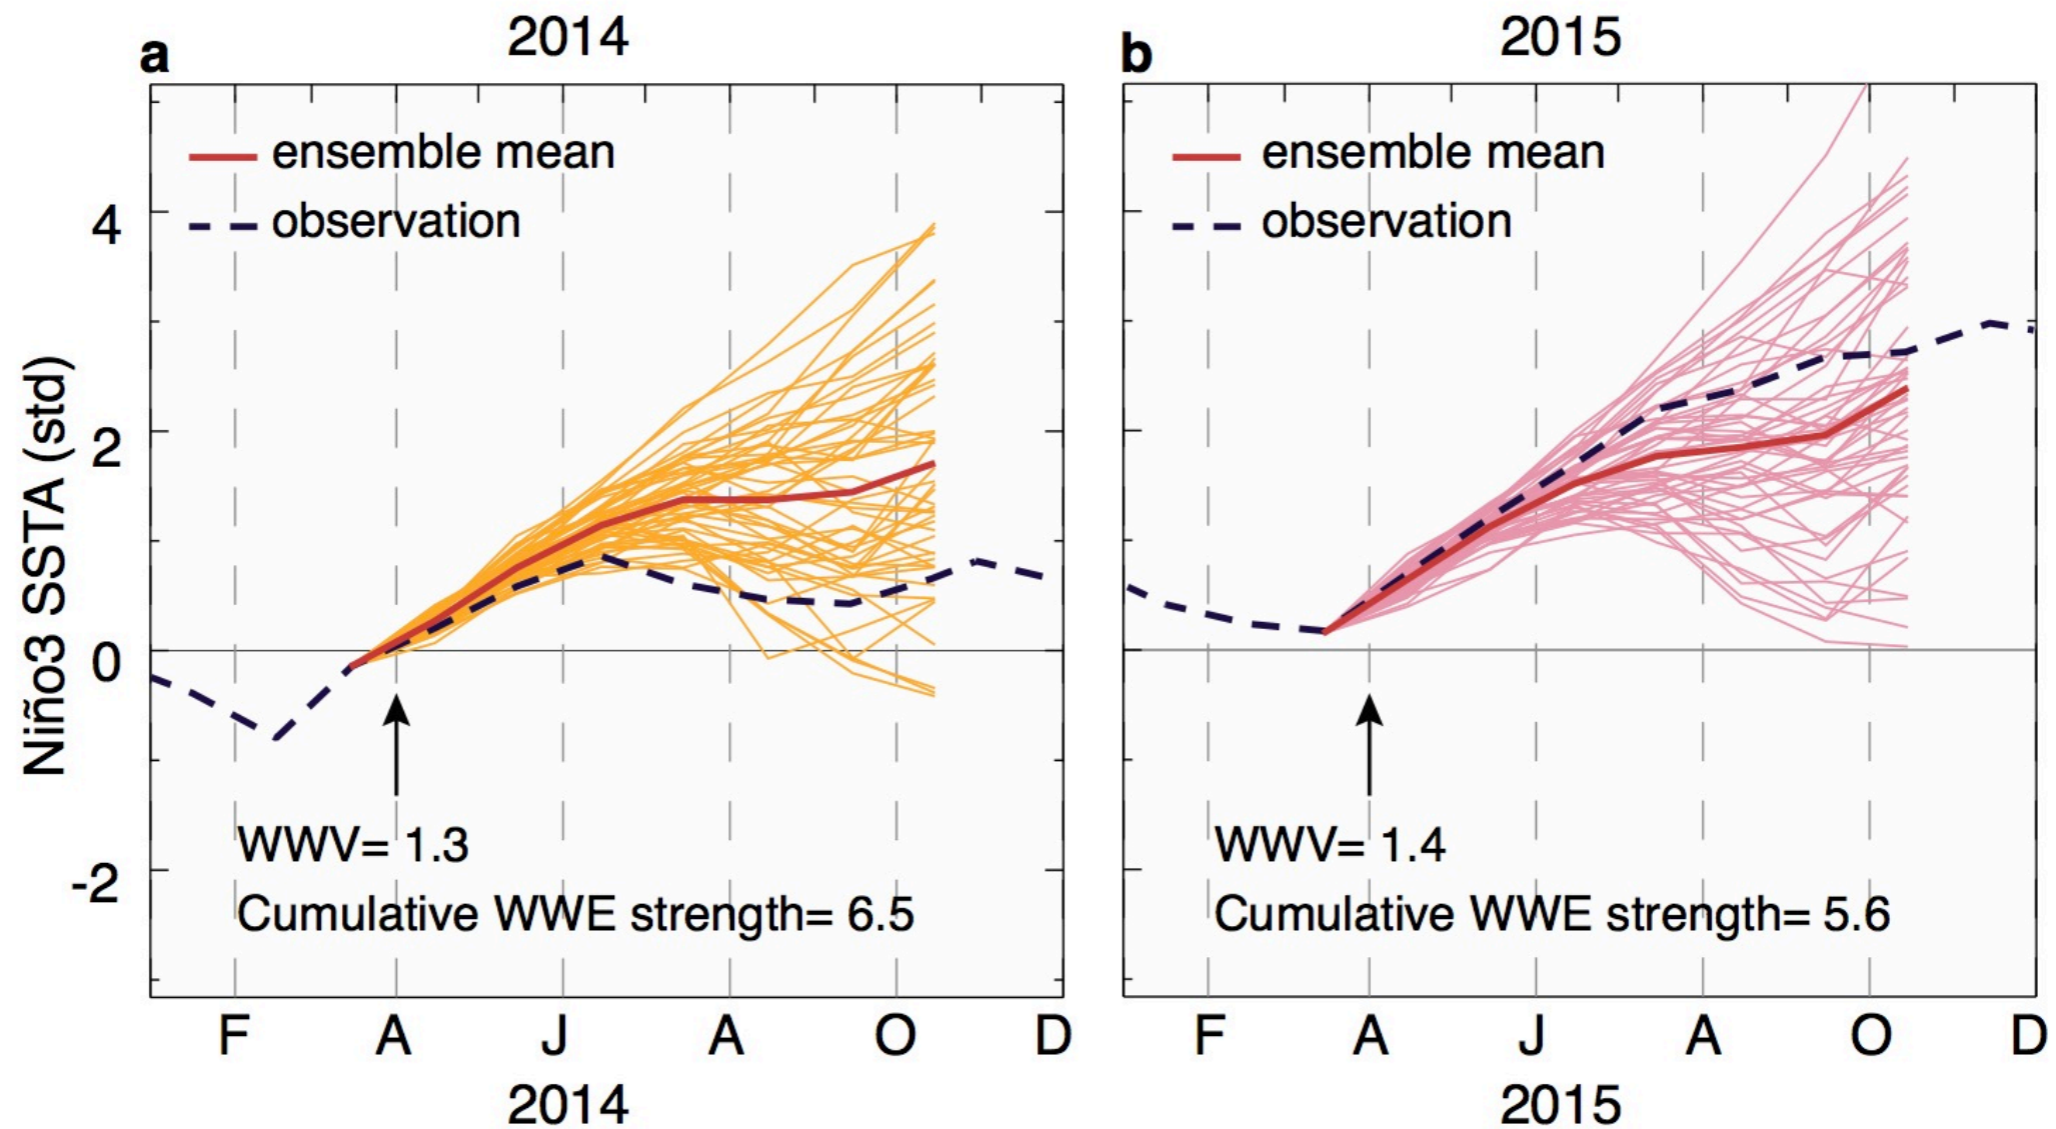 a
2014
ensemble mean
observation
4
2
0
-2
Niño3 SSTA (std)
WWV= 1.3
Cumulative WWE strength= 6.5
F A J A O D
2014
b
2015
ensemble mean
observation
WWV= 1.4
Cumulative WWE strength= 5.6
F A J A O D
2015